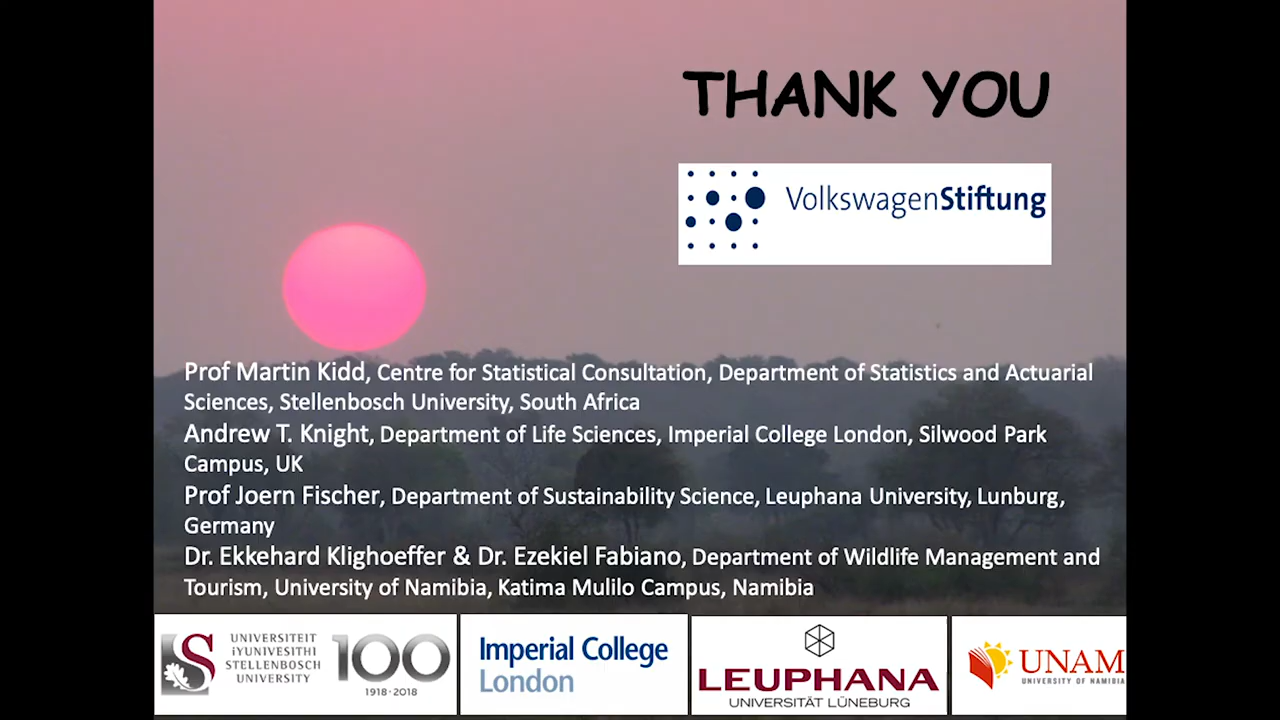 THANK YOU
VolkswagenStiftung
Prof Martin Kidd, Centre for Statistical Consultation, Department of Statistics and Actuarial
Sciences, Stellenbosch University, South Africa
Andrew T. Knight, Department of Life Sciences, Imperial College London, Silwood Park
Campus, UK
Prof Joern Fischer, Department of Sustainability Science, Leuphana University, Lunburg,
Germany
Dr. Ekkehard Klighoeffer & Dr. Ezekiel Fabiano, Department of Wildlife Management and
Tourism, University of Namibia, Katima Mulilo Campus, Namibia
UNIVERSITEIT
iYUNIVESITHI
STELLENBOSCH
UNIVERSITY
100
1918·2018
Imperial College
London
LEUPHANA
UNIVERSITÄT LÜNEBURG
UNAM
UNIVERSITY OF NAMIBIA